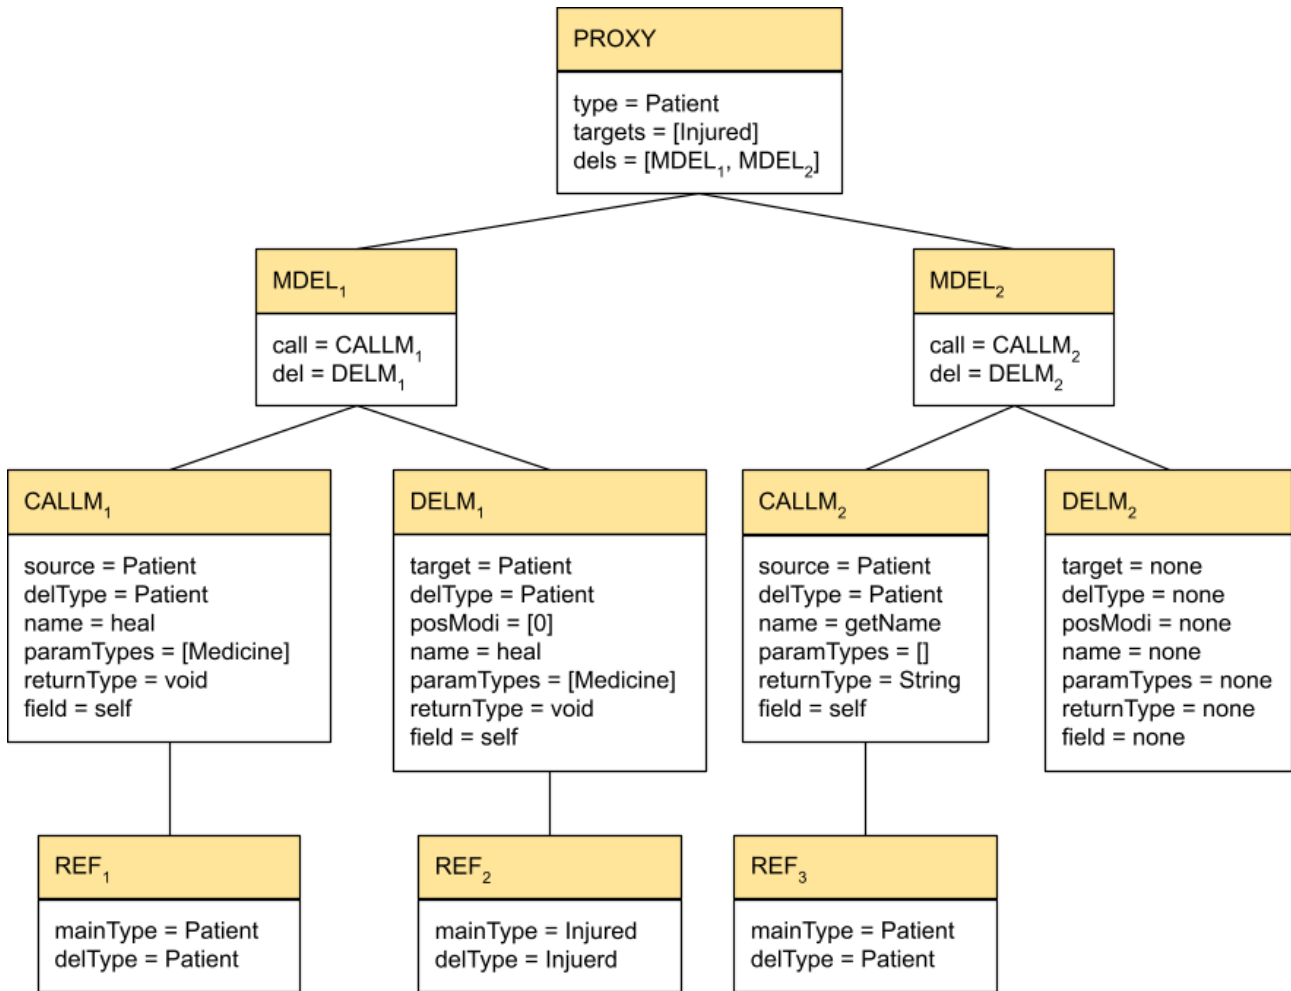 PROXY
type = Patient
targets = [Injured]
dels = [MDEL₁, MDEL₂]
MDEL₁
call = CALLM₁
del = DELM₁
MDEL₂
call = CALLM₂
del = DELM₂
CALLM₁
source = Patient
delType = Patient
name = heal
paramTypes = [Medicine]
returnType = void
field = self
DELM₁
target = Patient
delType = Patient
posModi = [0]
name = heal
paramTypes = [Medicine]
returnType = void
field = self
CALLM₂
source = Patient
delType = Patient
name = getName
paramTypes = []
returnType = String
field = self
DELM₂
target = none
delType = none
posModi = none
name = none
paramTypes = none
returnType = none
field = none
REF₁
mainType = Patient
delType = Patient
REF₂
mainType = Injured
delType = Injuerd
REF₃
mainType = Patient
delType = Patient